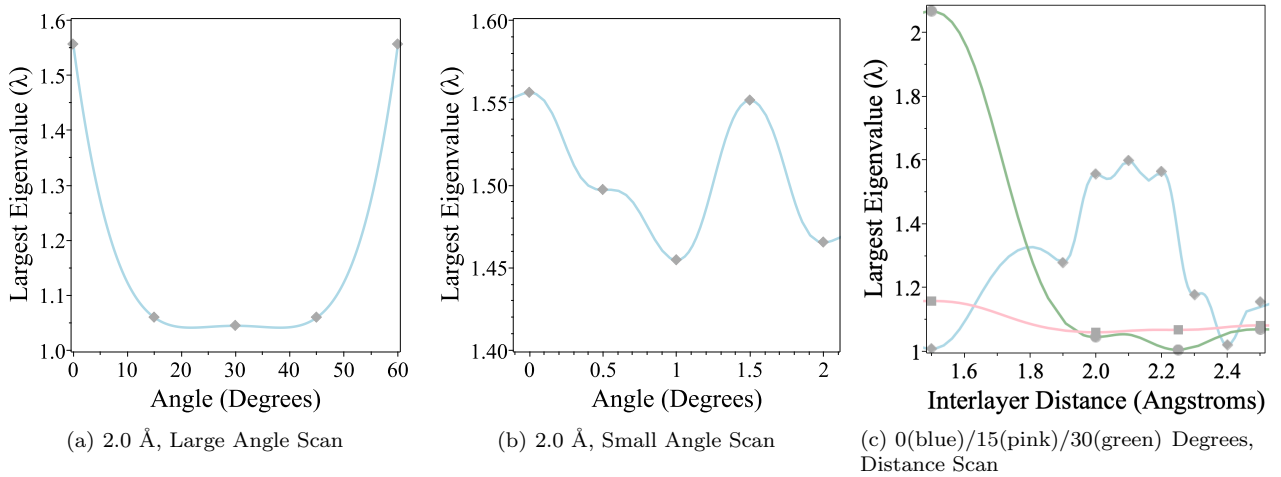 1.6
1.5
1.4
1.3
1.2
1.1
1.0
Largest Eigenvalue (λ)
0 10 20 30 40 50 60
Angle (Degrees)
(a) 2.0 Å, Large Angle Scan
1.60
1.55
1.50
1.45
1.40
Largest Eigenvalue (λ)
0 0.5 1 1.5 2
Angle (Degrees)
(b) 2.0 Å, Small Angle Scan
2
1.8
1.6
1.4
1.2
1
Largest Eigenvalue (λ)
1.6 1.8 2.0 2.2 2.4
Interlayer Distance (Angstroms)
(c) 0(blue)/15(pink)/30(green) Degrees,
Distance Scan